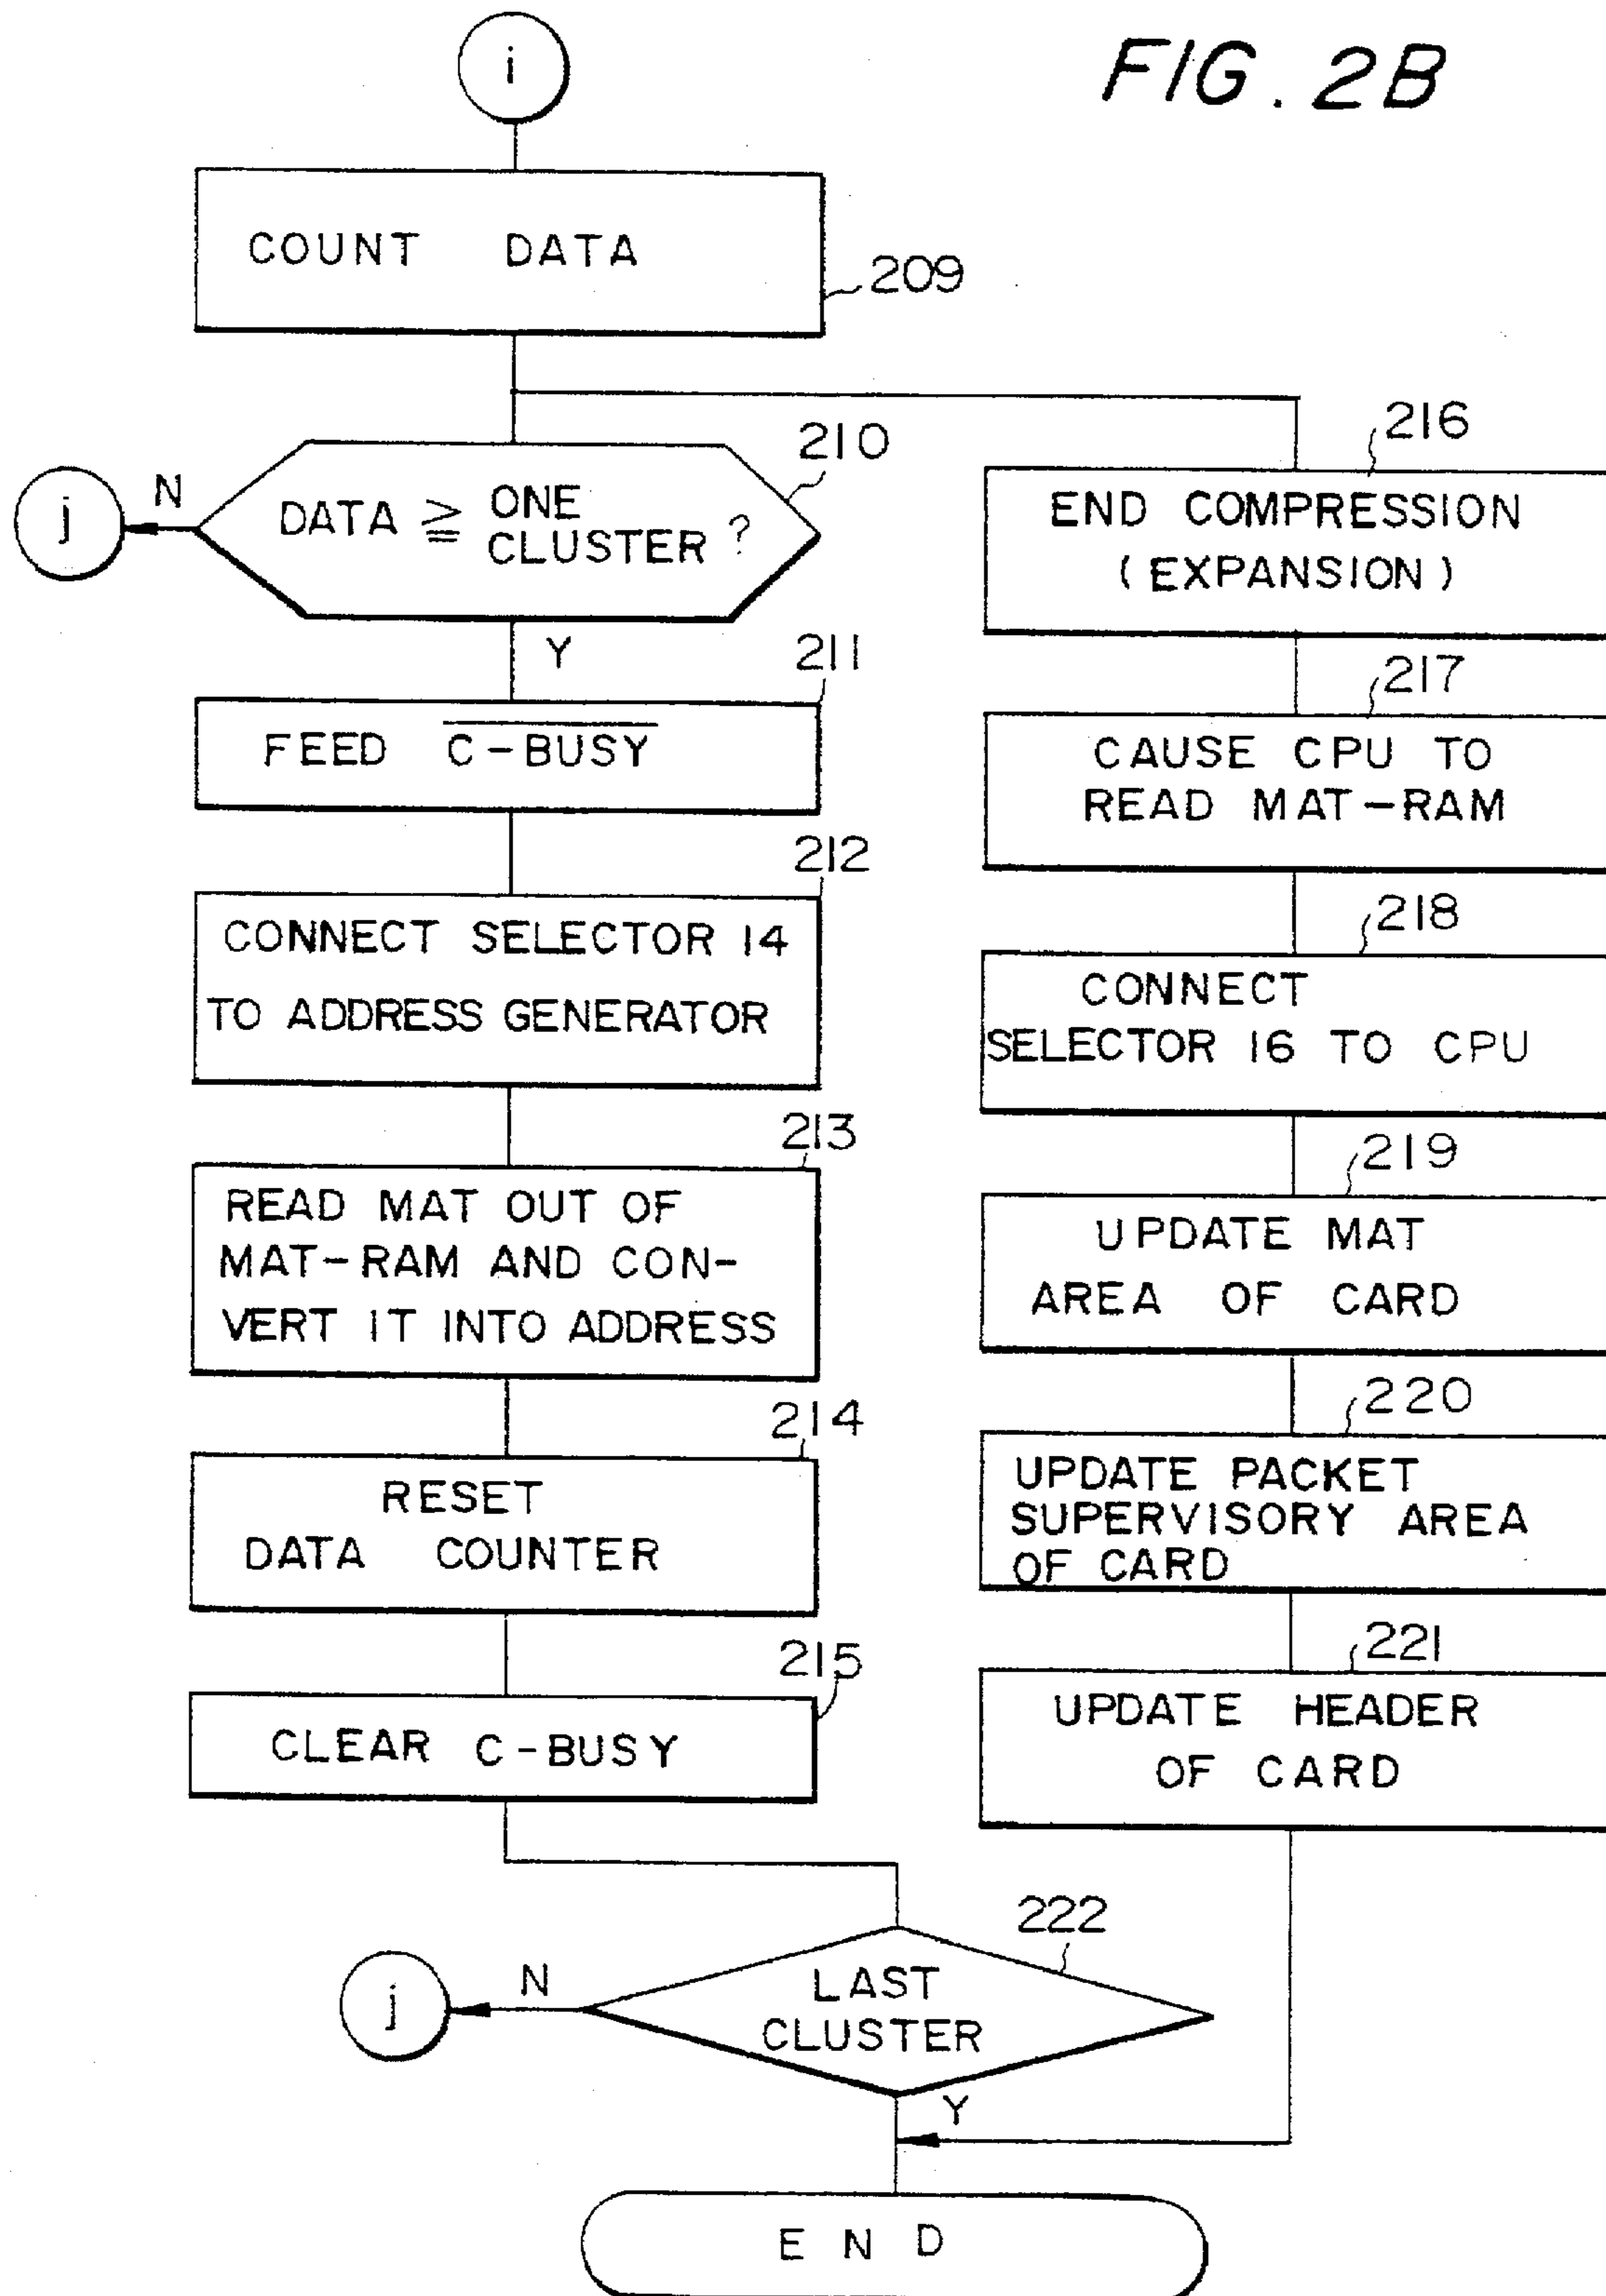 FIG. 2B
i
COUNT DATA
209
210
DATA ≧ ONE
CLUSTER ?
N
j
Y
211
FEED C-BUSY
212
CONNECT SELECTOR 14
TO ADDRESS GENERATOR
213
READ MAT OUT OF
MAT-RAM AND CON-
VERT IT INTO ADDRESS
214
RESET
DATA COUNTER
215
CLEAR C-BUSY
216
END COMPRESSION
(EXPANSION)
217
CAUSE CPU TO
READ MAT-RAM
218
CONNECT
SELECTOR 16 TO CPU
219
UPDATE MAT
AREA OF CARD
220
UPDATE PACKET
SUPERVISORY AREA
OF CARD
221
UPDATE HEADER
OF CARD
222
LAST
CLUSTER
N
j
Y
END